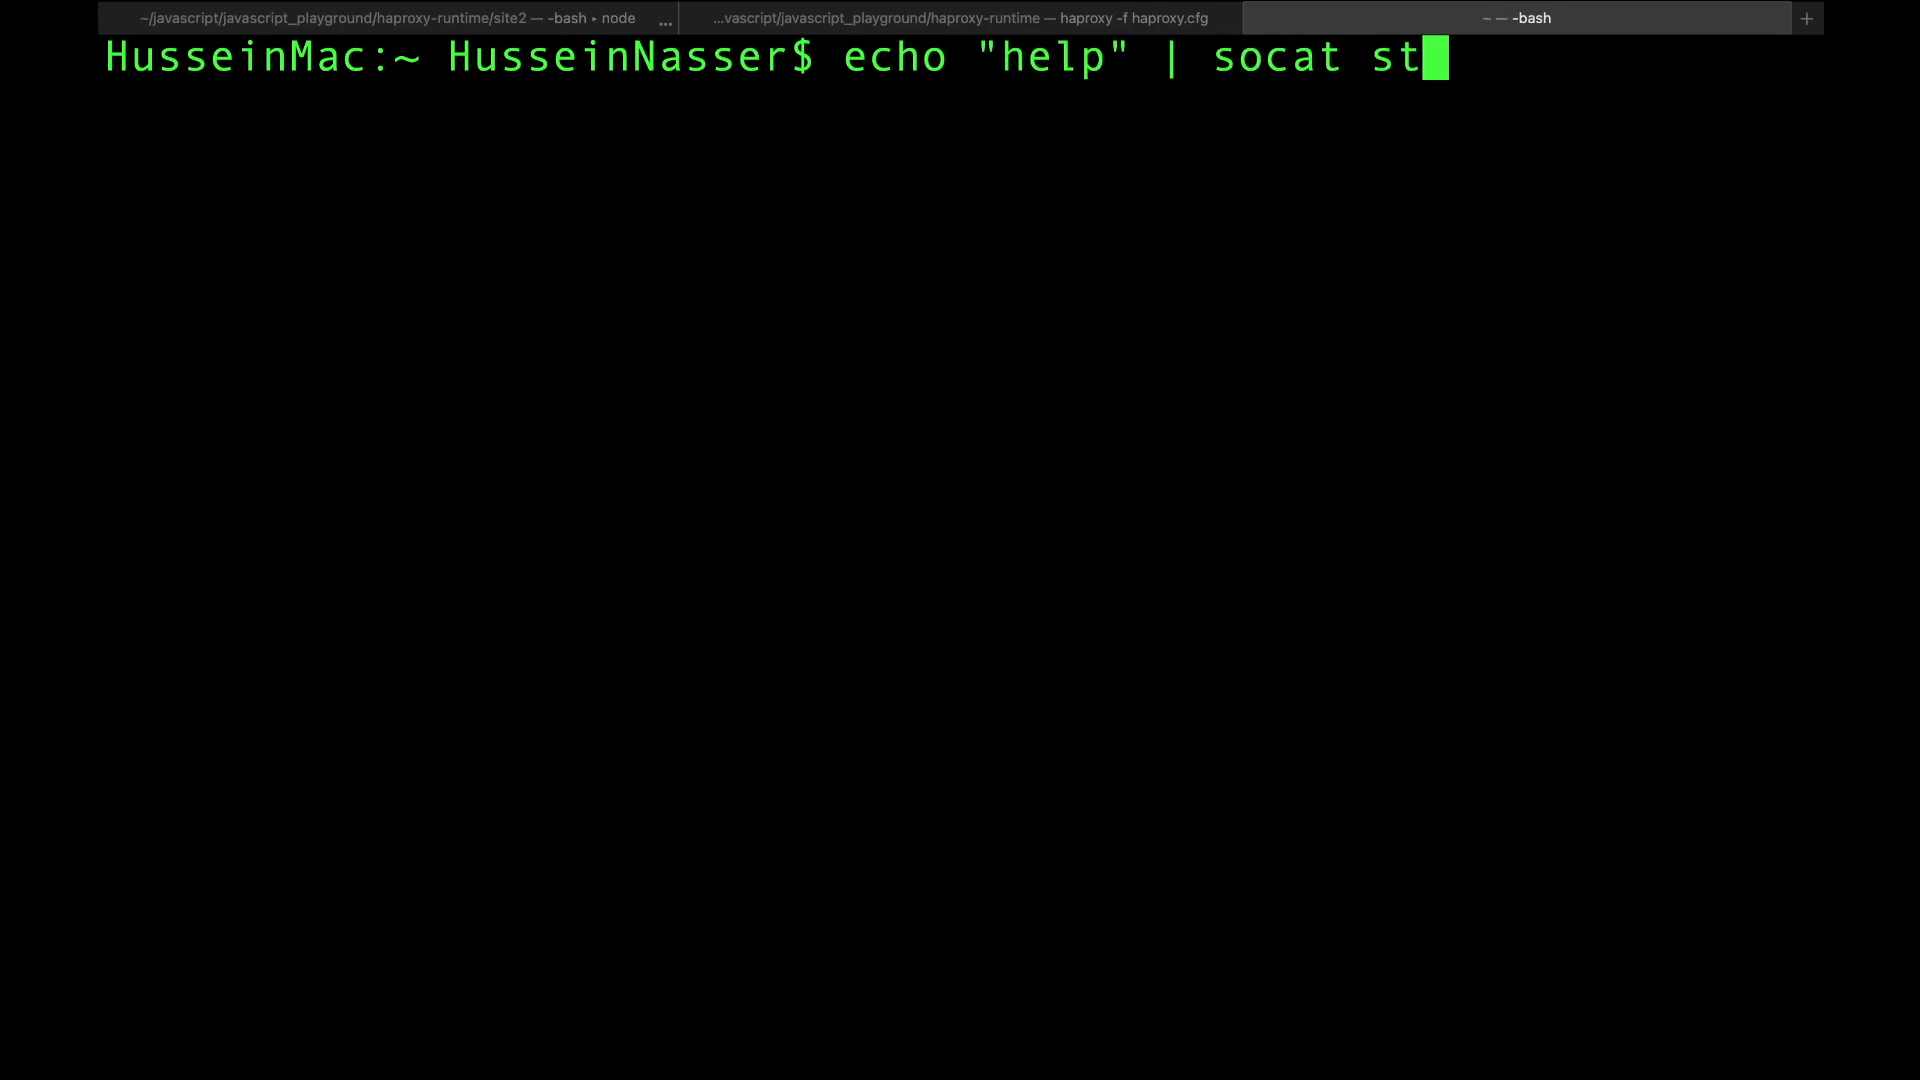 ~/javascript/javascript_playground/haproxy-runtime/site2 — -bash ▸ node ... ...vascript/javascript_playground/haproxy-runtime — haproxy -f haproxy.cfg ~ — -bash +
HusseinMac:~ HusseinNasser$ echo "help" | socat st